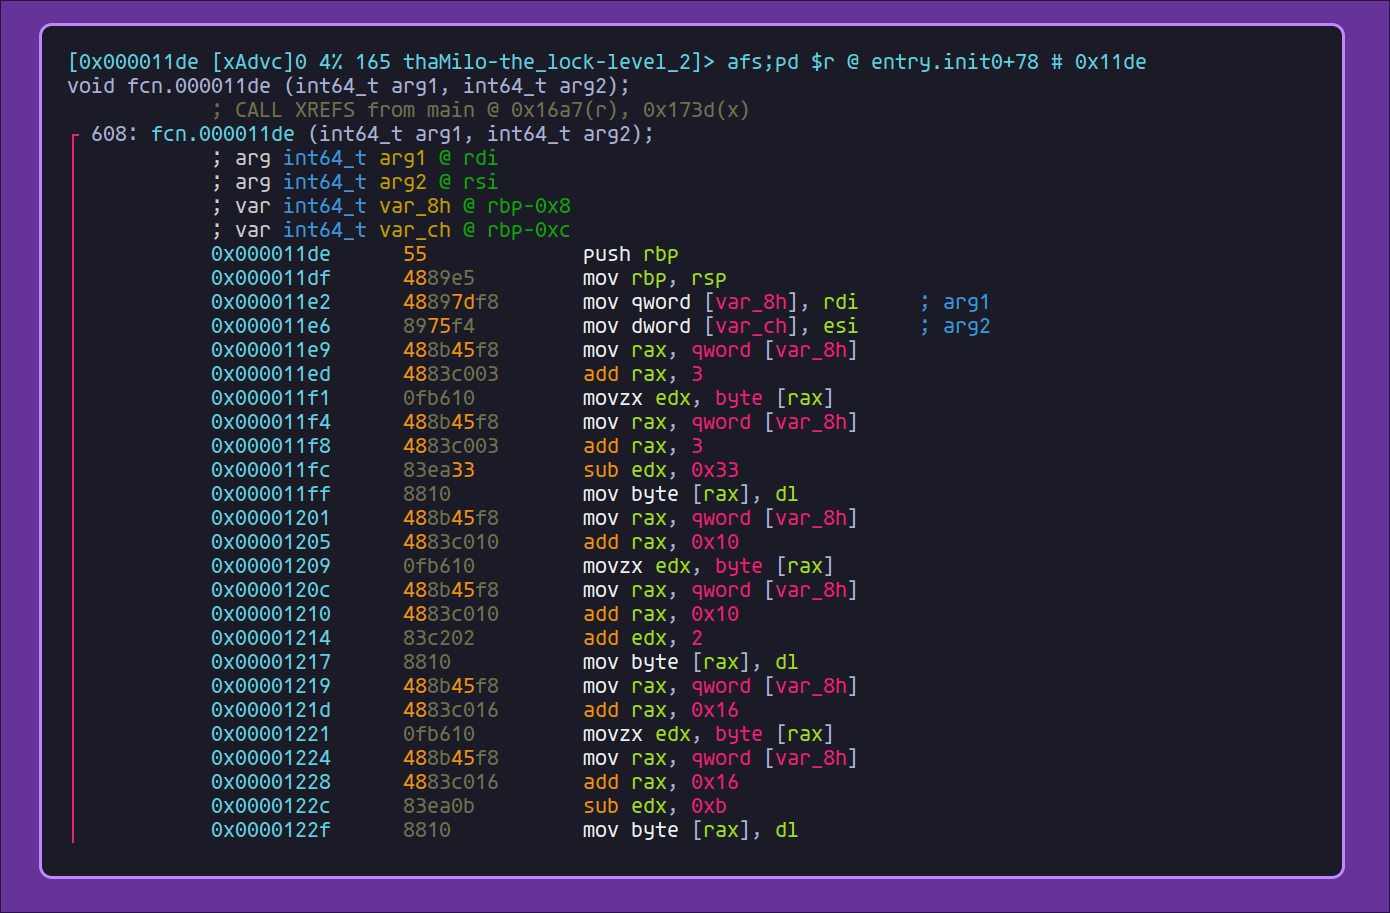 [0x000011de [xAdvc]0 4% 165 thaMilo-the_lock-level_2]> afs;pd $r @ entry.init0+78 # 0x11de
void fcn.000011de (int64_t arg1, int64_t arg2);
; CALL XREFS from main @ 0x16a7(r), 0x173d(x)
608: fcn.000011de (int64_t arg1, int64_t arg2);
; arg int64_t arg1 @ rdi
; arg int64_t arg2 @ rsi
; var int64_t var_8h @ rbp-0x8
; var int64_t var_ch @ rbp-0xc
0x000011de 55 push rbp
0x000011df 4889e5 mov rbp, rsp
0x000011e2 48897df8 mov qword [var_8h], rdi ; arg1
0x000011e6 8975f4 mov dword [var_ch], esi ; arg2
0x000011e9 488b45f8 mov rax, qword [var_8h]
0x000011ed 4883c003 add rax, 3
0x000011f1 0fb610 movzx edx, byte [rax]
0x000011f4 488b45f8 mov rax, qword [var_8h]
0x000011f8 4883c003 add rax, 3
0x000011fc 83ea33 sub edx, 0x33
0x000011ff 8810 mov byte [rax], dl
0x00001201 488b45f8 mov rax, qword [var_8h]
0x00001205 4883c010 add rax, 0x10
0x00001209 0fb610 movzx edx, byte [rax]
0x0000120c 488b45f8 mov rax, qword [var_8h]
0x00001210 4883c010 add rax, 0x10
0x00001214 83c202 add edx, 2
0x00001217 8810 mov byte [rax], dl
0x00001219 488b45f8 mov rax, qword [var_8h]
0x0000121d 4883c016 add rax, 0x16
0x00001221 0fb610 movzx edx, byte [rax]
0x00001224 488b45f8 mov rax, qword [var_8h]
0x00001228 4883c016 add rax, 0x16
0x0000122c 83ea0b sub edx, 0xb
0x0000122f 8810 mov byte [rax], dl